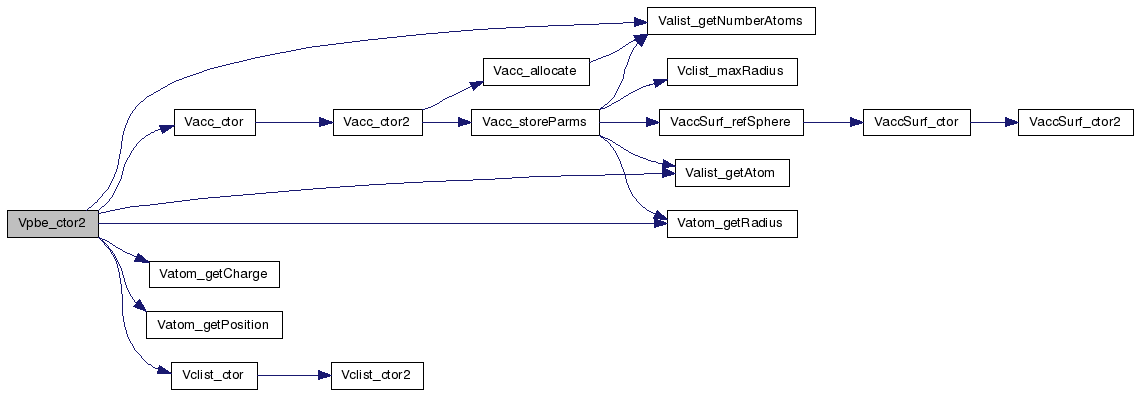 Valist_getNumberAtoms
Vacc_allocate
Vclist_maxRadius
Vacc_ctor
Vacc_ctor2
Vacc_storeParms
VaccSurf_refSphere
VaccSurf_ctor
VaccSurf_ctor2
Valist_getAtom
Vpbe_ctor2
Vatom_getRadius
Vatom_getCharge
Vatom_getPosition
Vclist_ctor
Vclist_ctor2